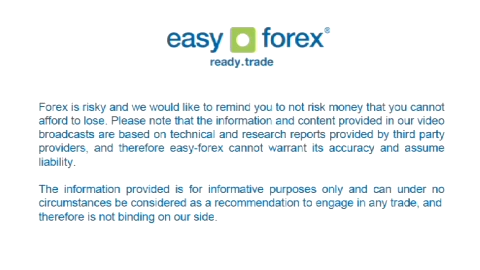 easy forex®
ready.trade
Forex is risky and we would like to remind you to not risk money that you cannot
afford to lose. Please note that the information and content provided in our video
broadcasts are based on technical and research reports provided by third party
providers, and therefore easy-forex cannot warrant its accuracy and assume
liability.
The information provided is for informative purposes only and can under no
circumstances be considered as a recommendation to engage in any trade, and
therefore is not binding on our side.